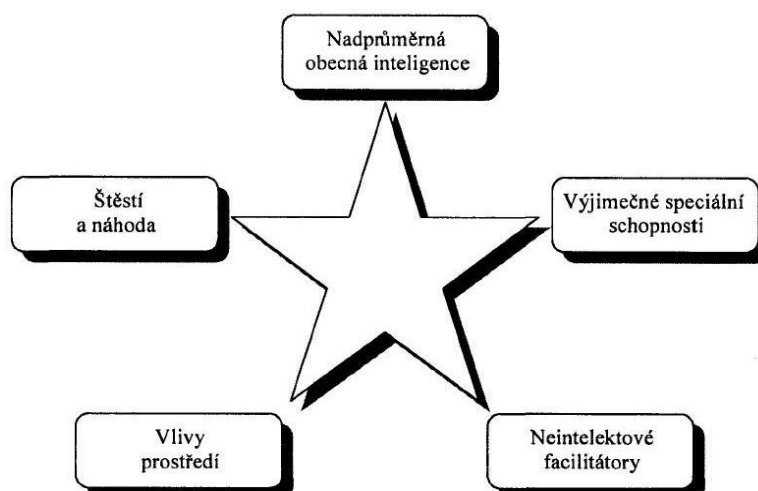 Nadprůměrná
obecná inteligence
Štěstí
a náhoda
Výjimečné speciální
schopnosti
Vlivy
prostředí
Neintelektové
facilitátory